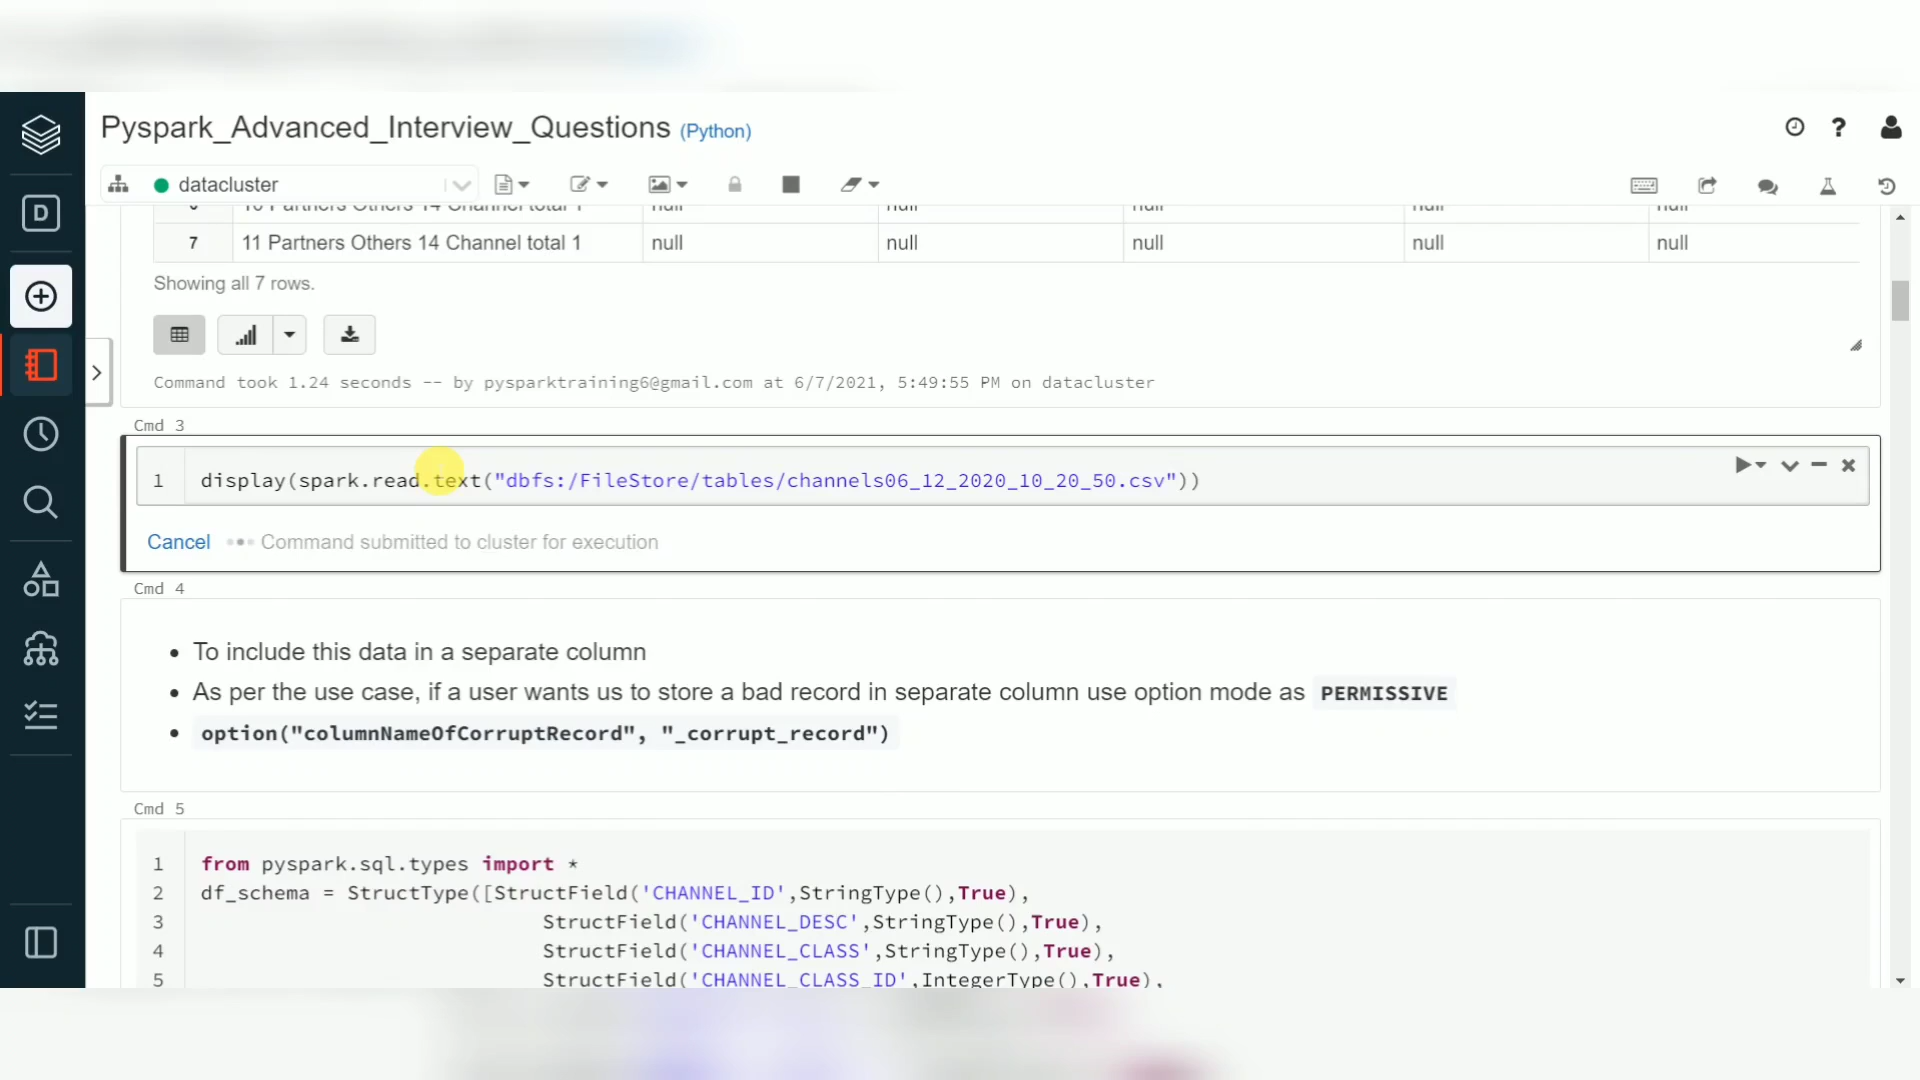 Pyspark_Advanced_Interview_Questions (Python)
D
datacluster
7 11 Partners Others 14 Channel total 1 null null null null null
Showing all 7 rows.
Command took 1.24 seconds -- by pysparktraining6@gmail.com at 6/7/2021, 5:49:55 PM on datacluster
Cmd 3
1 display(spark.read.text("dbfs:/FileStore/tables/channels06_12_2020_10_20_50.csv"))
Cancel Command submitted to cluster for execution
Cmd 4
• To include this data in a separate column
• As per the use case, if a user wants us to store a bad record in separate column use option mode as PERMISSIVE
• option("columnNameOfCorruptRecord", "_corrupt_record")
Cmd 5
1 from pyspark.sql.types import *
2 df_schema = StructType([StructField('CHANNEL_ID',StringType(),True),
3 StructField('CHANNEL_DESC',StringType(),True),
4 StructField('CHANNEL_CLASS',StringType(),True),
5 StructField('CHANNEL_CLASS_ID',IntegerType(),True),